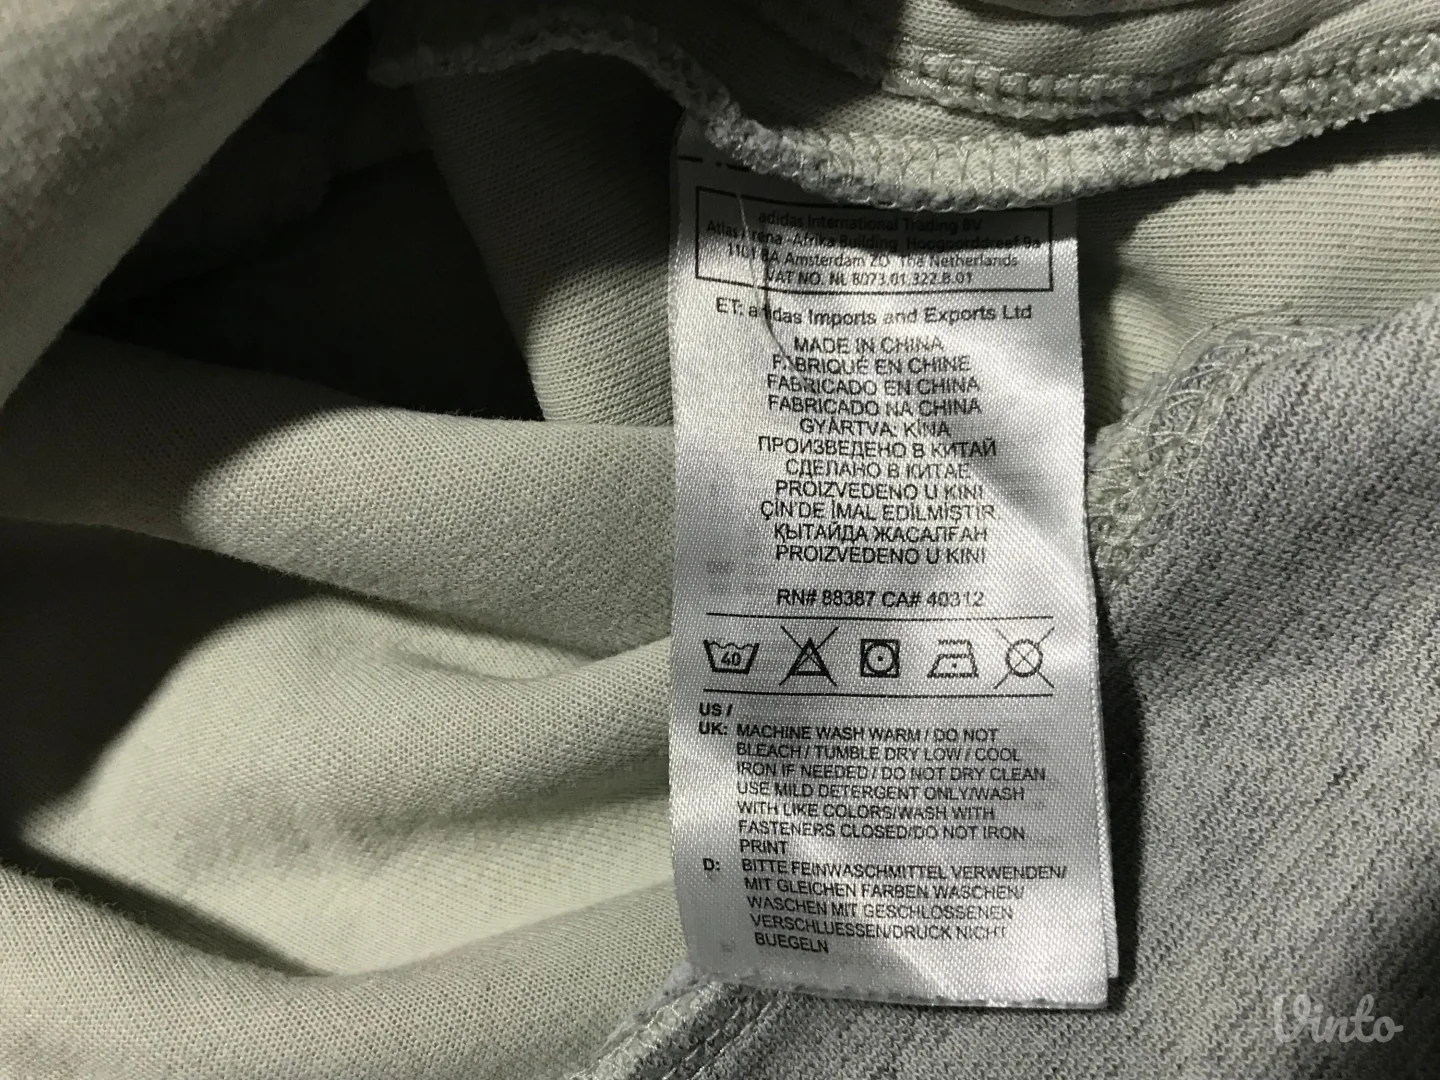 adidas International Trading BV
Atlas Arena -Afrika Building Hoogoorddreef 9a
1101 BA Amsterdam ZO The Netherlands
VAT NO. NL 8073.01.322.B.01
ET: adidas Imports and Exports Ltd
MADE IN CHINA
FABRIQUÉ EN CHINE
FABRICADO EN CHINA
FABRICADO NA CHINA
GYÁRTVA: KÍNA
ПРОИЗВЕДЕНО В КИТАЙ
СДЕЛАНО В КИТАЕ
PROIZVEDENO U KINI
ÇİN'DE İMAL EDİLMİŞTİR.
ҚЫТАЙДА ЖАСАЛҒАН
PROIZVEDENO U KINI
RN# 88387 CA# 40312
40
US /
UK: MACHINE WASH WARM / DO NOT
BLEACH / TUMBLE DRY LOW / COOL
IRON IF NEEDED / DO NOT DRY CLEAN
USE MILD DETERGENT ONLY/WASH
WITH LIKE COLORS/WASH WITH
FASTENERS CLOSED/DO NOT IRON
PRINT
D: BITTE FEINWASCHMITTEL VERWENDEN/
MIT GLEICHEN FARBEN WASCHEN/
WASCHEN MIT GESCHLOSSENEN
VERSCHLUESSEN/DRUCK NICHT
BUEGELN
Vinto